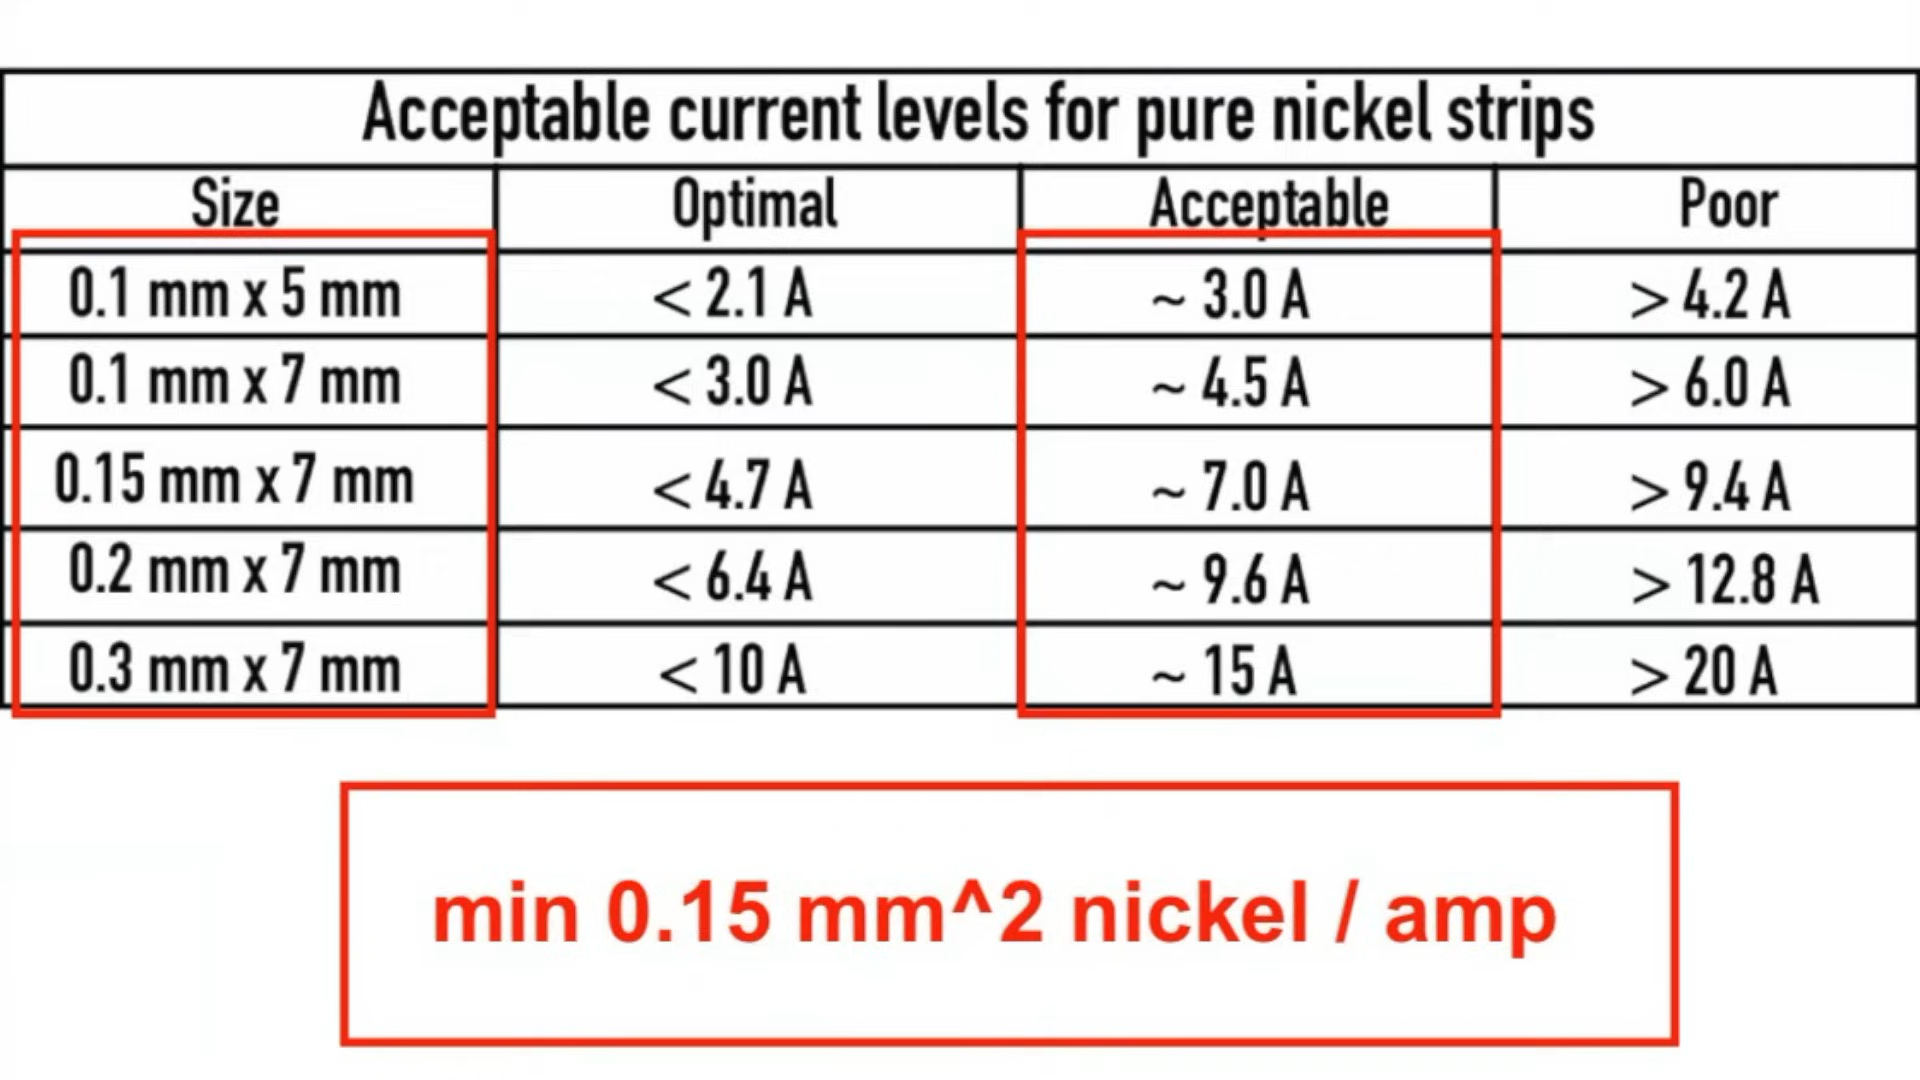 Acceptable current levels for pure nickel strips
Size Optimal Acceptable Poor
0.1 mm x 5 mm < 2.1 A ~ 3.0 A > 4.2 A
0.1 mm x 7 mm < 3.0 A ~ 4.5 A > 6.0 A
0.15 mm x 7 mm < 4.7 A ~ 7.0 A > 9.4 A
0.2 mm x 7 mm < 6.4 A ~ 9.6 A > 12.8 A
0.3 mm x 7 mm < 10 A ~ 15 A > 20 A
min 0.15 mm^2 nickel / amp